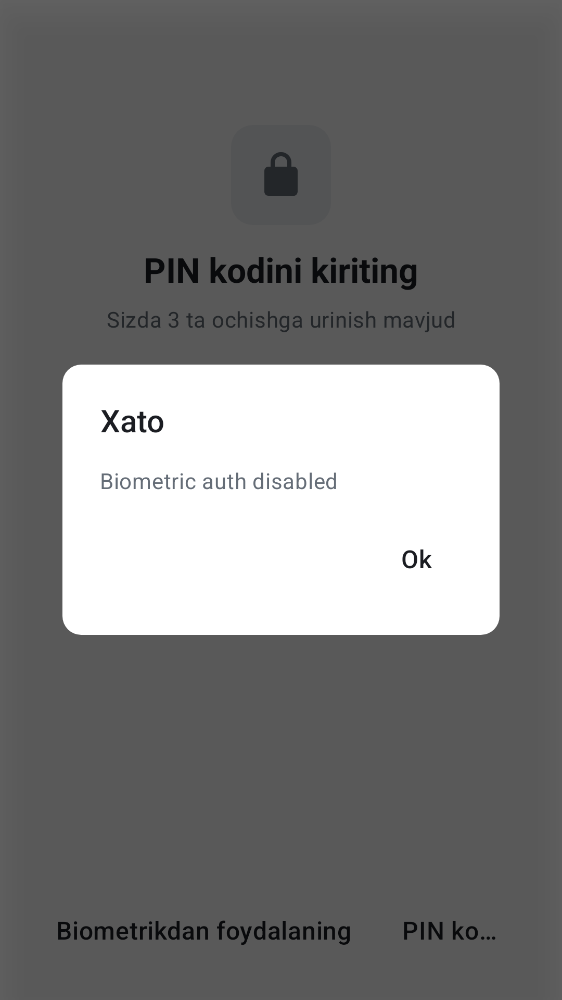 PIN kodini kiriting
Sizda 3 ta ochishga urinish mavjud
Xato
Biometric auth disabled
Ok
Biometrikdan foydalaning
PIN ko...